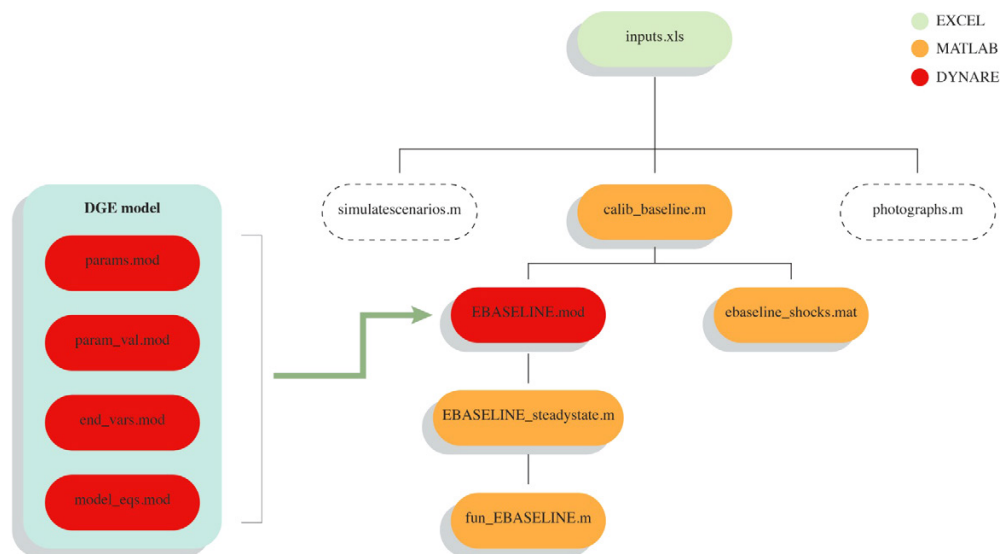 inputs.xls
EXCEL
MATLAB
DYNARE
simulatescenarios.m
calib_baseline.m
photographs.m
DGE model
params.mod
param_val.mod
end_vars.mod
model_eqs.mod
EBASELINE.mod
ebaseline_shocks.mat
EBASELINE_steadystate.m
fun_EBASELINE.m